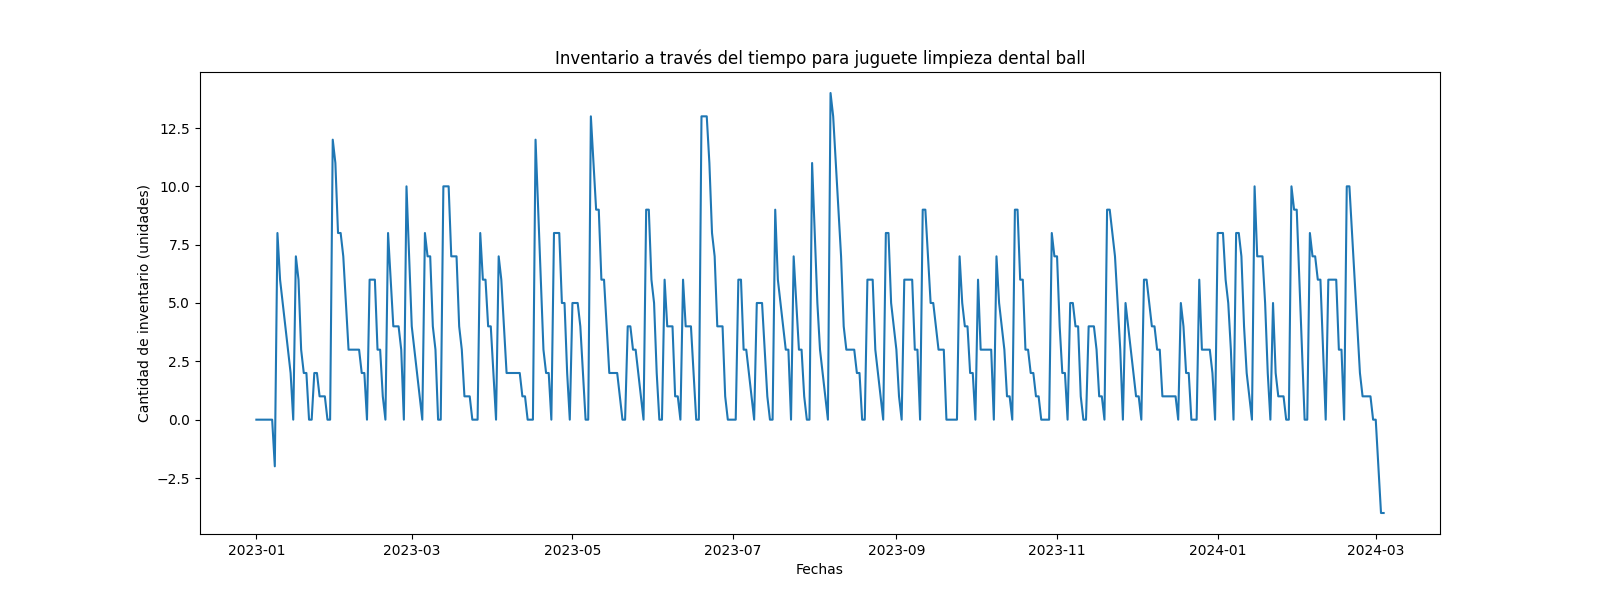 Inventario a través del tiempo para juguete limpieza dental ball
Cantidad de inventario (unidades)
12.5
10.0
7.5
5.0
2.5
0.0
−2.5
2023-01 2023-03 2023-05 2023-07 2023-09 2023-11 2024-01 2024-03
Fechas